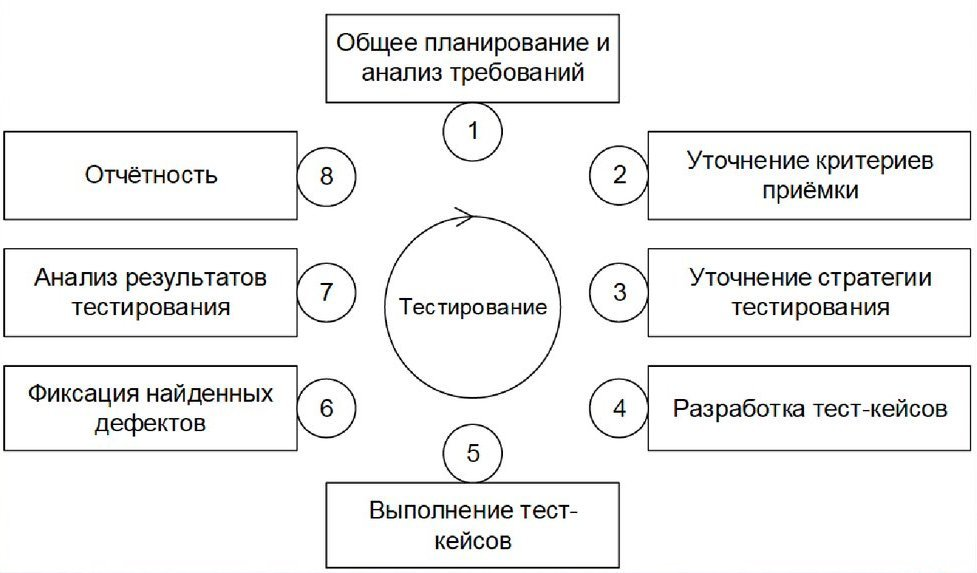 Общее планирование и
анализ требований
1
Уточнение критериев
приёмки
2
Уточнение стратегии
тестирования
3
Разработка тест-кейсов
4
Выполнение тест-
кейсов
5
Фиксация найденных
дефектов
6
Анализ результатов
тестирования
7
Отчётность
8
Тестирование